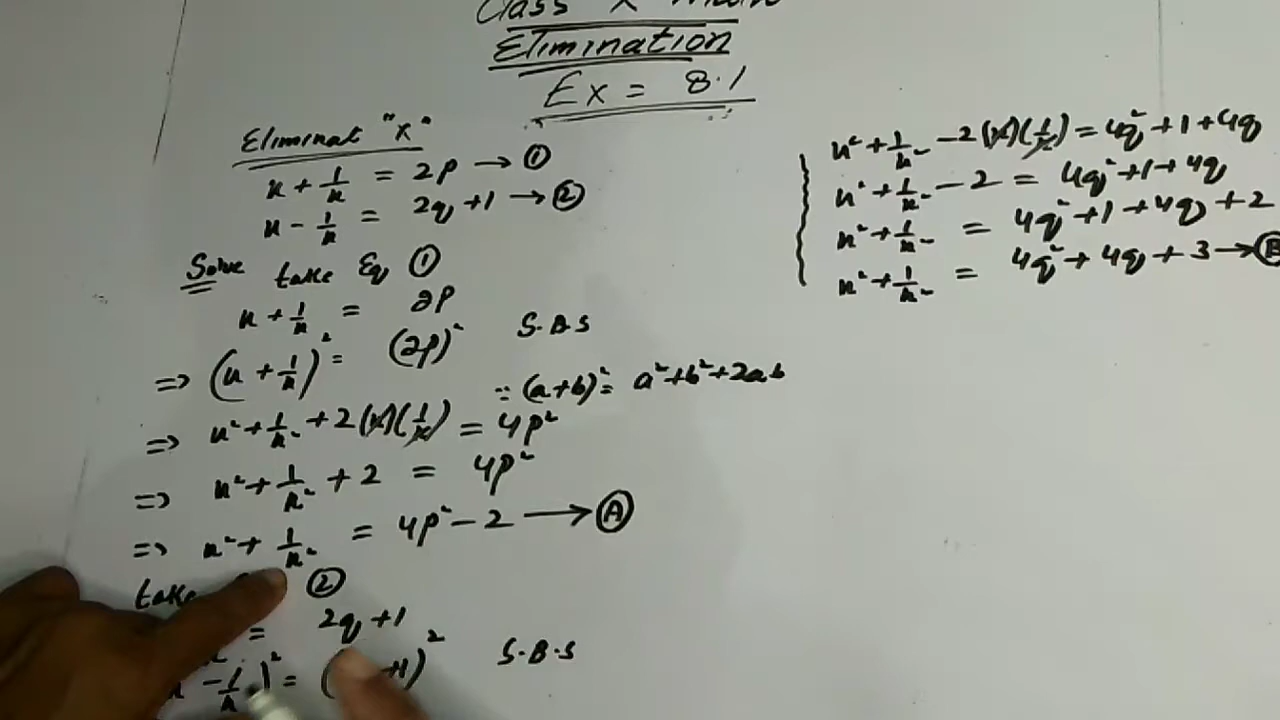 Class X Math
Elimination
Ex = 8.1
Eliminat "x"
x + 1/x = 2p → ①
x - 1/x = 2q + 1 → ②
Solve take Eq ①
x + 1/x = 2p
=> (x + 1/x)² = (2p)² S.B.S
∵ (a+b)² = a²+b²+2ab
=> x² + 1/x² + 2(x)(1/x) = 4p²
=> x² + 1/x² + 2 = 4p²
=> x² + 1/x² = 4p² - 2 → Ⓐ
take ②
= 2q + 1
- 1/x)² = ( +1)² S.B.S
x² + 1/x² - 2(x)(1/x) = 4q² + 1 + 4q
x² + 1/x² - 2 = 4q² + 1 + 4q
x² + 1/x² = 4q² + 1 + 4q + 2
x² + 1/x² = 4q² + 4q + 3 → Ⓑ